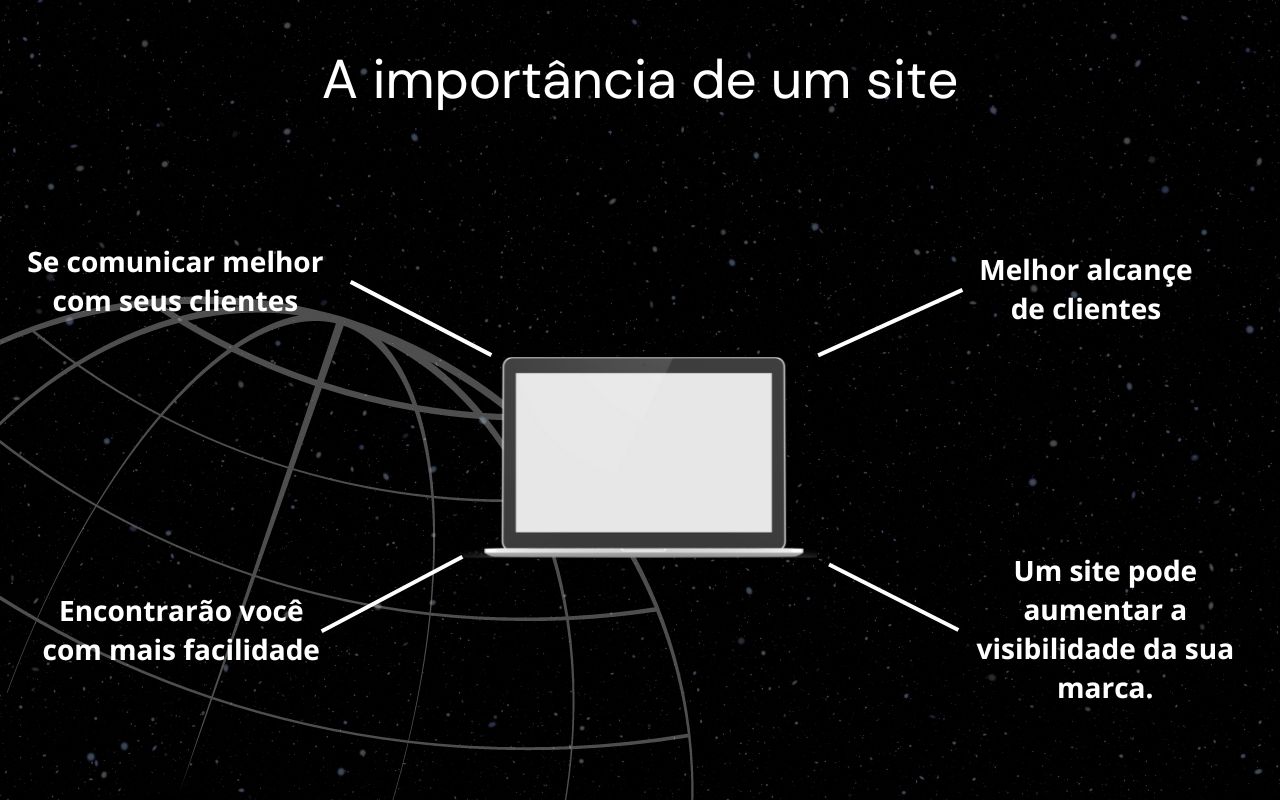 A importância de um site
Se comunicar melhor
com seus clientes
Melhor alcançe
de clientes
Encontrarão você
com mais facilidade
Um site pode
aumentar a
visibilidade da sua
marca.